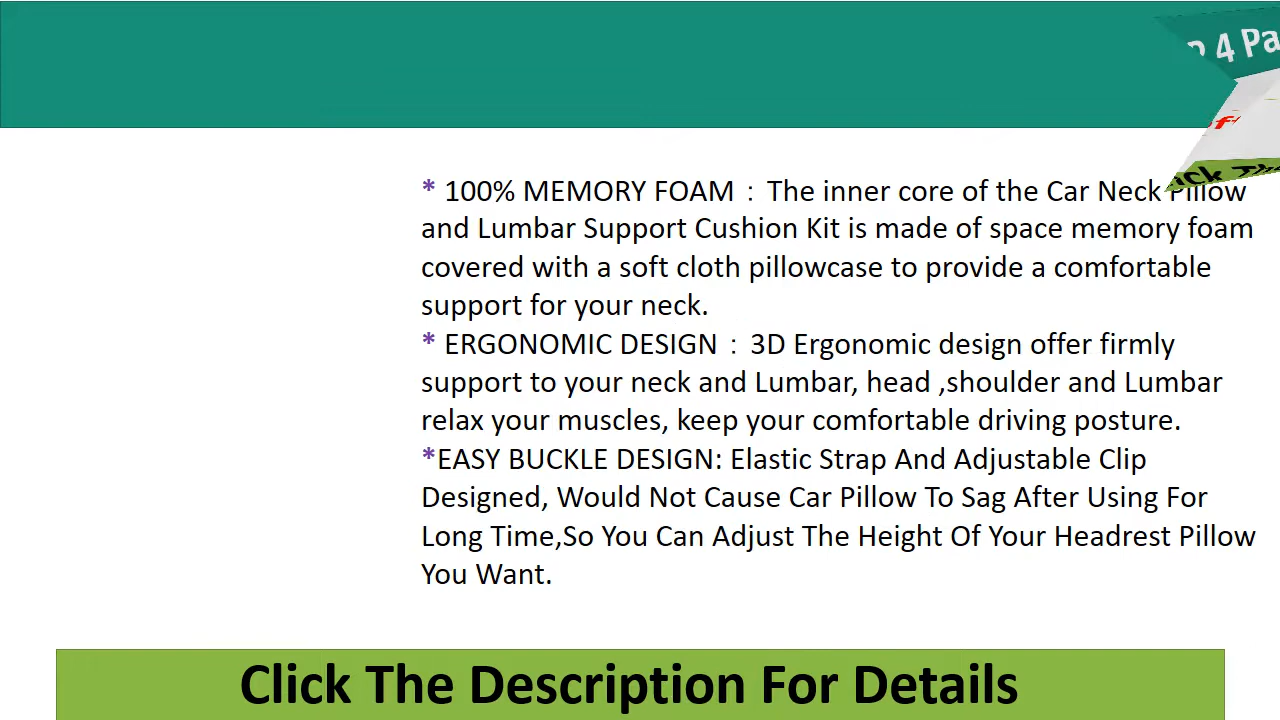 4 Pa
* 100% MEMORY FOAM：The inner core of the Car Neck Pillow
and Lumbar Support Cushion Kit is made of space memory foam
covered with a soft cloth pillowcase to provide a comfortable
support for your neck.
* ERGONOMIC DESIGN：3D Ergonomic design offer firmly
support to your neck and Lumbar, head ,shoulder and Lumbar
relax your muscles, keep your comfortable driving posture.
*EASY BUCKLE DESIGN: Elastic Strap And Adjustable Clip
Designed, Would Not Cause Car Pillow To Sag After Using For
Long Time,So You Can Adjust The Height Of Your Headrest Pillow
You Want.
Click The Description For Details